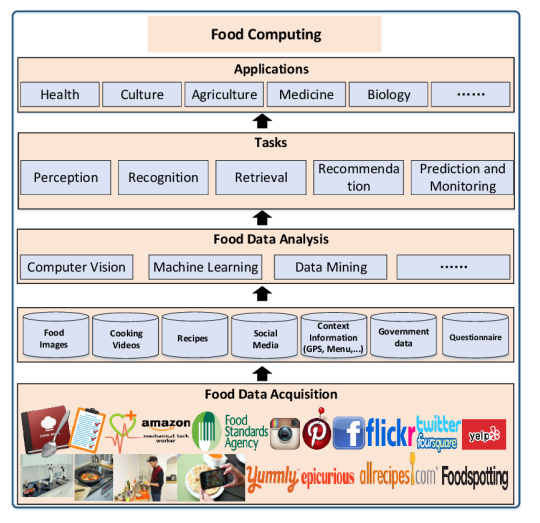 Food Computing
Applications
Health Culture Agriculture Medicine Biology ······
Tasks
Perception Recognition Retrieval Recommenda
tion Prediction and
Monitoring
Food Data Analysis
Computer Vision Machine Learning Data Mining ······
Food
Images
Cooking
Videos
Recipes
Social
Media
Context
Information
(GPS, Menu,...)
Government
data
Questionnaire
Food Data Acquisition
amazon
mechanical turk
worker
Food
Standards
Agency
flickr
twitter
foursquare
yelp
Yummly epicurious allrecipes.com Foodspotting